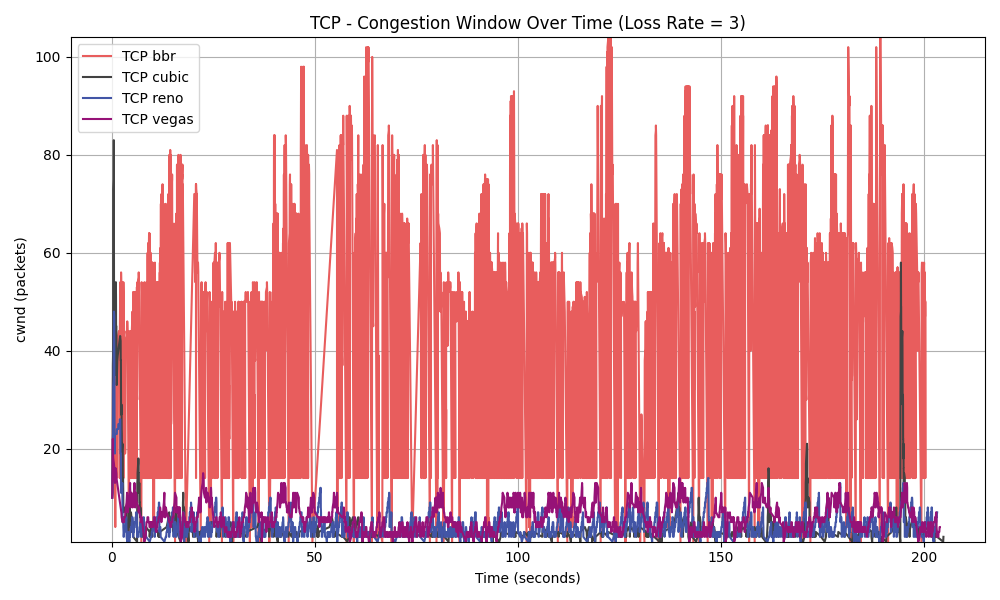 TCP - Congestion Window Over Time (Loss Rate = 3)
TCP bbr
TCP cubic
TCP reno
TCP vegas
cwnd (packets)
100
80
60
40
20
0 50 100 150 200
Time (seconds)